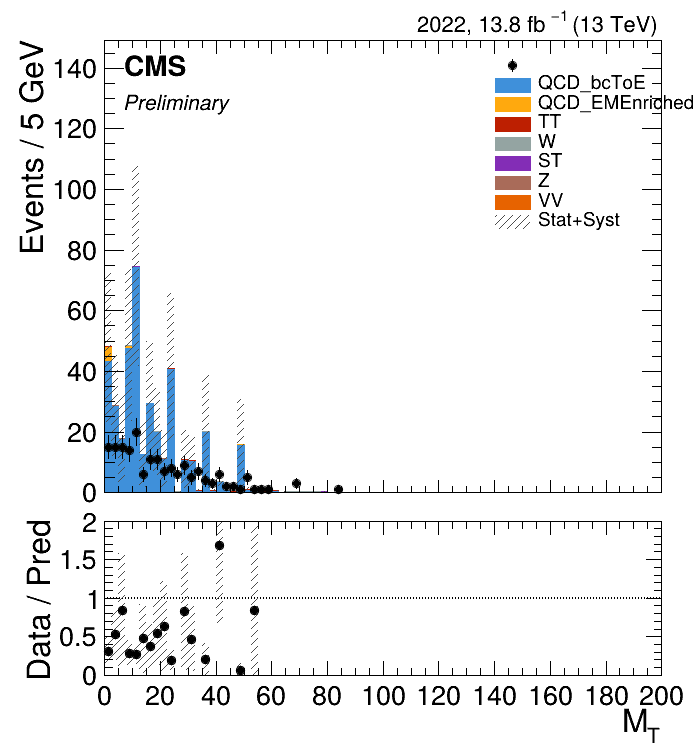 2022, 13.8 fb⁻¹ (13 TeV)
CMS
Preliminary
QCD_bcToE
QCD_EMEnriched
TT
W
ST
Z
VV
Stat+Syst
Events / 5 GeV
140
120
100
80
60
40
20
0
Data / Pred
2
1.5
1
0.5
0
0 20 40 60 80 100 120 140 160 180 200
M_T